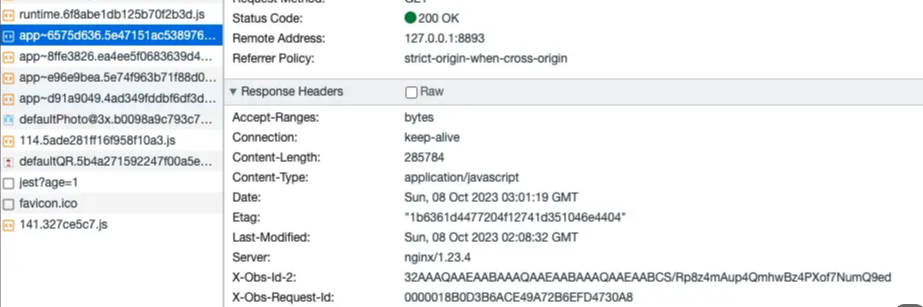 runtime.6f8abe1db125b70f2b3d.js
app~6575d636.5e47151ac538976...
app~8ffe3826.ea4ee5f0683639d4...
app~e96e9bea.5e74f963b71f88d0...
app~d91a9049.4ad349fddbf6df3d...
defaultPhoto@3x.b0098a9c793c7...
114.5ade281ff16f958f10a3.js
defaultQR.5b4a271592247f00a5e...
jest?age=1
favicon.ico
141.327ce5c7.js
Status Code: 200 OK
Remote Address: 127.0.0.1:8893
Referrer Policy: strict-origin-when-cross-origin
Response Headers Raw
Accept-Ranges: bytes
Connection: keep-alive
Content-Length: 285784
Content-Type: application/javascript
Date: Sun, 08 Oct 2023 03:01:19 GMT
Etag: "1b6361d4477204f12741d351046e4404"
Last-Modified: Sun, 08 Oct 2023 02:08:32 GMT
Server: nginx/1.23.4
X-Obs-Id-2: 32AAAQAAEAABAAAQAAEAABAAAQAAEAABCS/Rp8z4mAup4QmhwBz4PXof7NumQ9ed
X-Obs-Request-Id: 0000018B0D3B6ACE49A72B6EFD4730A8